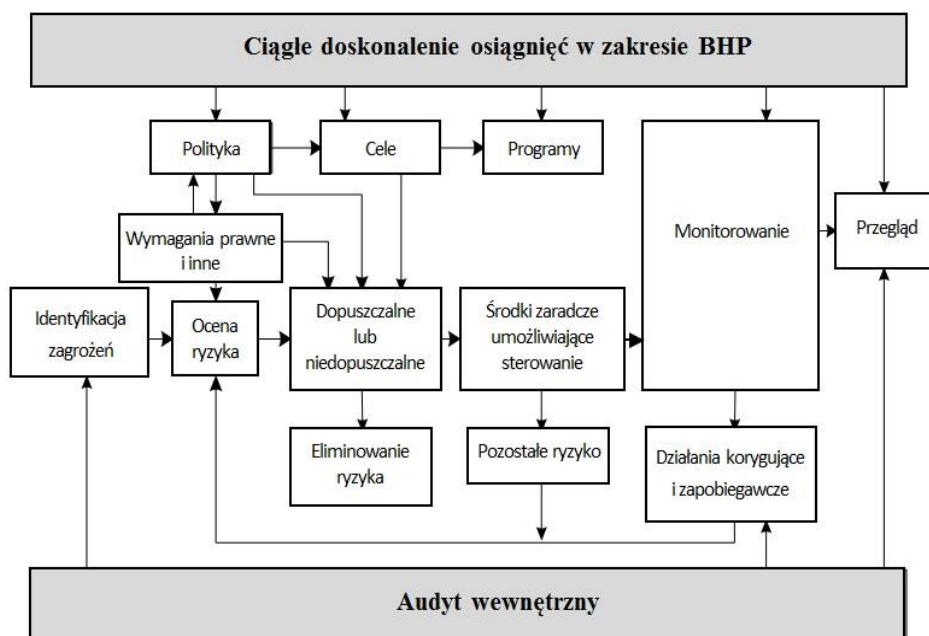 Ciągłe doskonalenie osiągnięć w zakresie BHP
Polityka
Cele
Programy
Monitorowanie
Przegląd
Wymagania prawne
i inne
Identyfikacja
zagrożeń
Ocena
ryzyka
Dopuszczalne
lub
niedopuszczalne
Środki zaradcze
umożliwiające
sterowanie
Eliminowanie
ryzyka
Pozostałe ryzyko
Działania korygujące
i zapobiegawcze
Audyt wewnętrzny